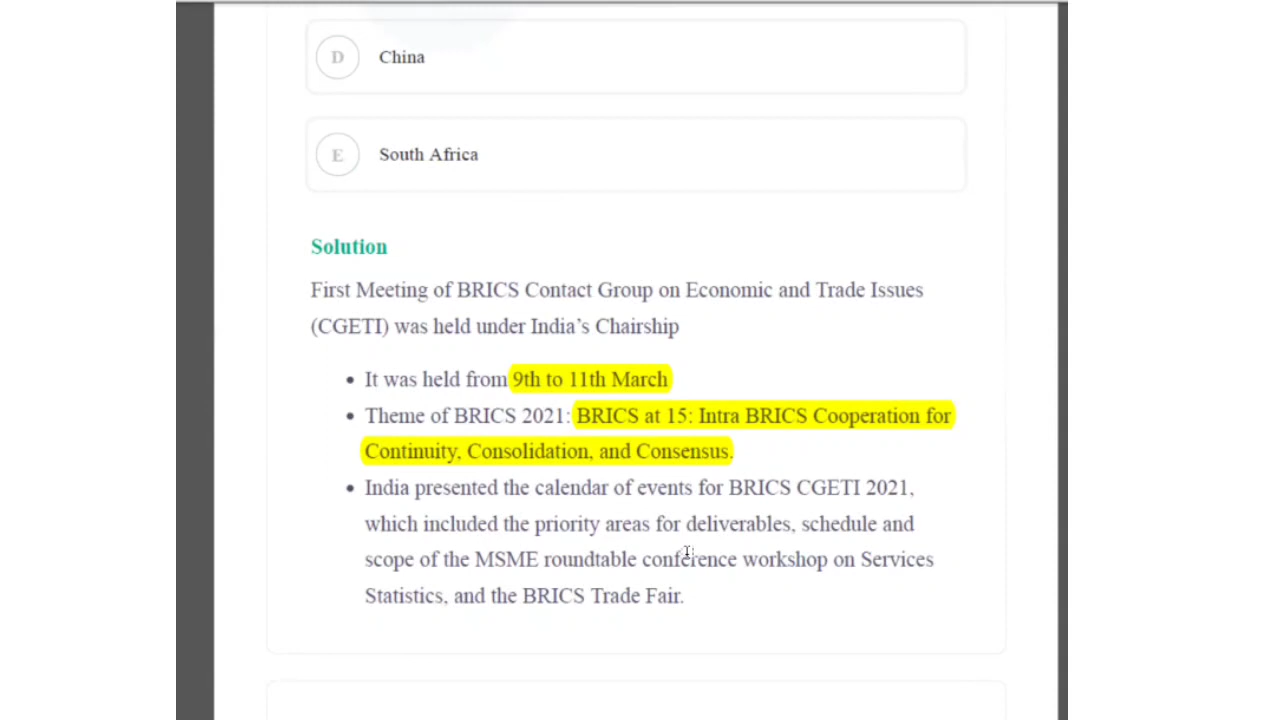 D China
E South Africa
Solution
First Meeting of BRICS Contact Group on Economic and Trade Issues
(CGETI) was held under India’s Chairship
• It was held from 9th to 11th March
• Theme of BRICS 2021: BRICS at 15: Intra BRICS Cooperation for
Continuity, Consolidation, and Consensus.
• India presented the calendar of events for BRICS CGETI 2021,
which included the priority areas for deliverables, schedule and
scope of the MSME roundtable conference workshop on Services
Statistics, and the BRICS Trade Fair.